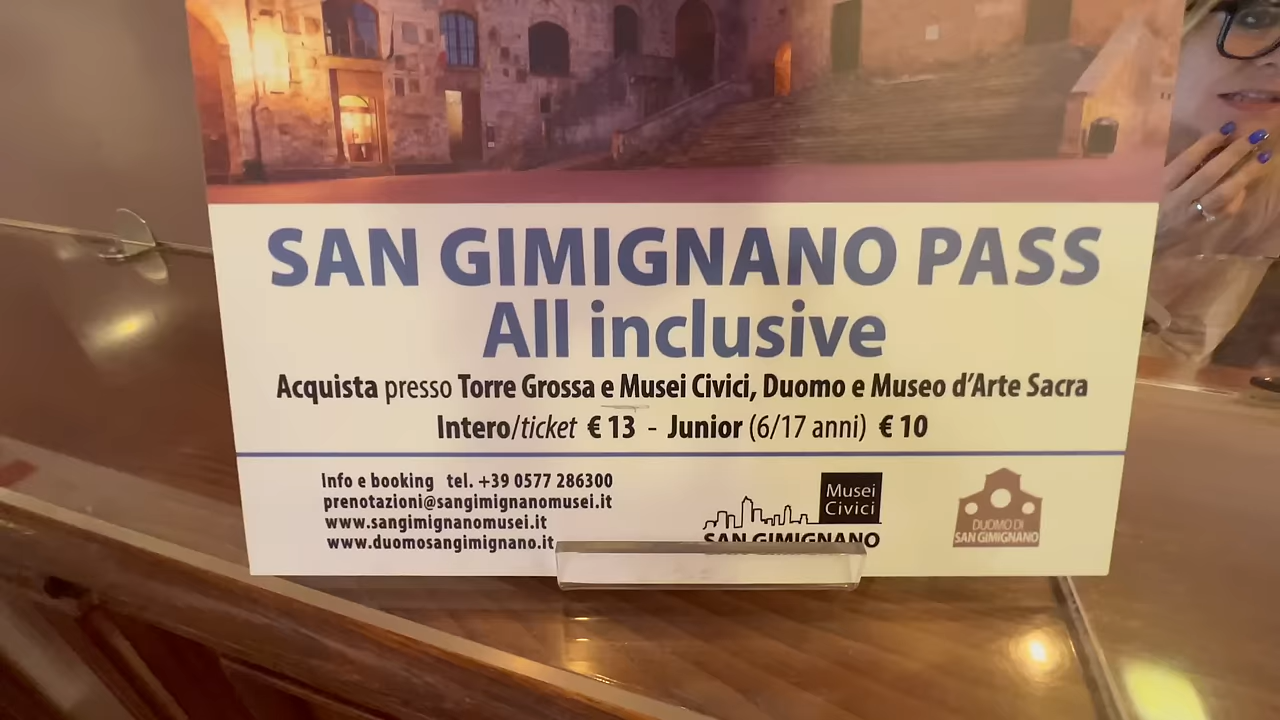 SAN GIMIGNANO PASS
All inclusive
Acquista presso Torre Grossa e Musei Civici, Duomo e Museo d'Arte Sacra
Intero/ticket € 13 - Junior (6/17 anni) € 10
Info e booking tel. +39 0577 286300
prenotazioni@sangimignanomusei.it
www.sangimignanomusei.it
www.duomosangimignano.it
Musei
Civici
SAN GIMIGNANO
DUOMO DI
SAN GIMIGNANO